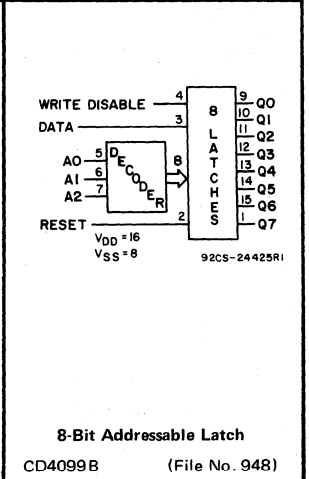 WRITE DISABLE 4
DATA 3
A0 5
A1 6
A2 7
DECODER
8
RESET 2
8 LATCHES
9 Q0
10 Q1
11 Q2
12 Q3
13 Q4
14 Q5
15 Q6
1 Q7
VDD = 16
VSS = 8
92CS-24425R1
8-Bit Addressable Latch
CD4099B (File No. 948)